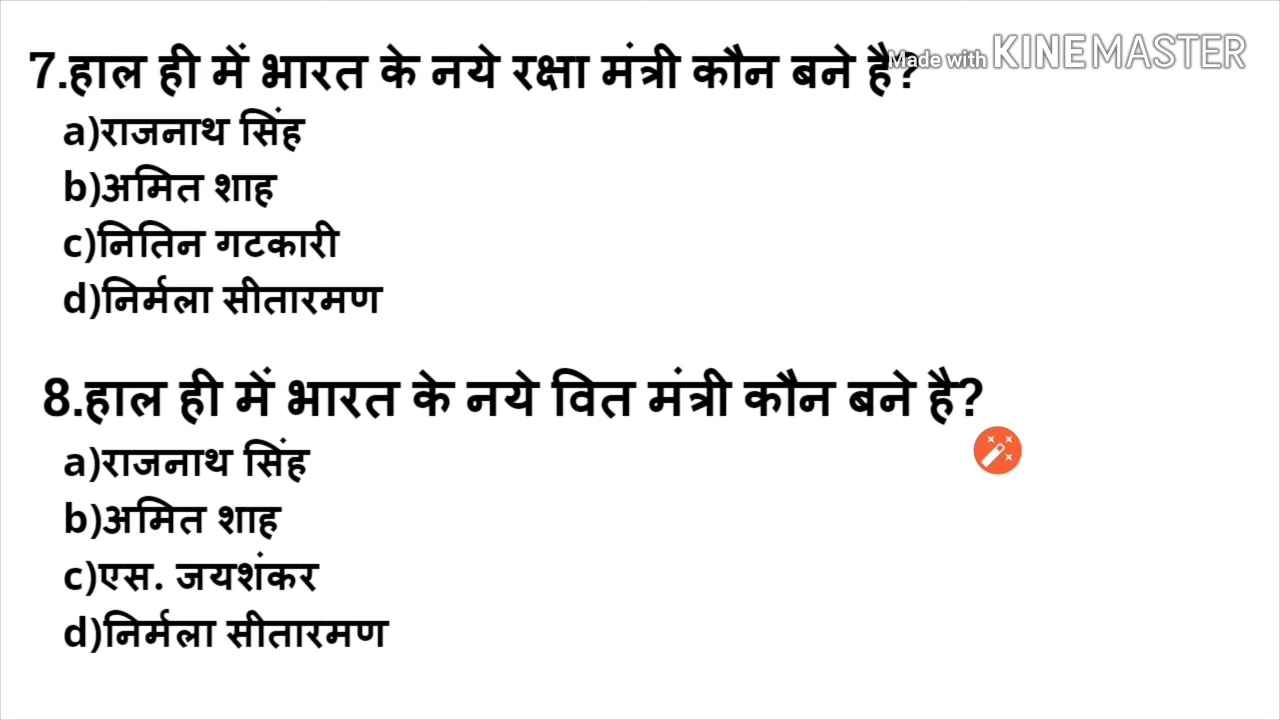 7.हाल ही में भारत के नये रक्षा मंत्री कौन बने है?
Made with KINEMASTER
a)राजनाथ सिंह
b)अमित शाह
c)नितिन गटकारी
d)निर्मला सीतारमण
8.हाल ही में भारत के नये वित मंत्री कौन बने है?
a)राजनाथ सिंह
b)अमित शाह
c)एस. जयशंकर
d)निर्मला सीतारमण